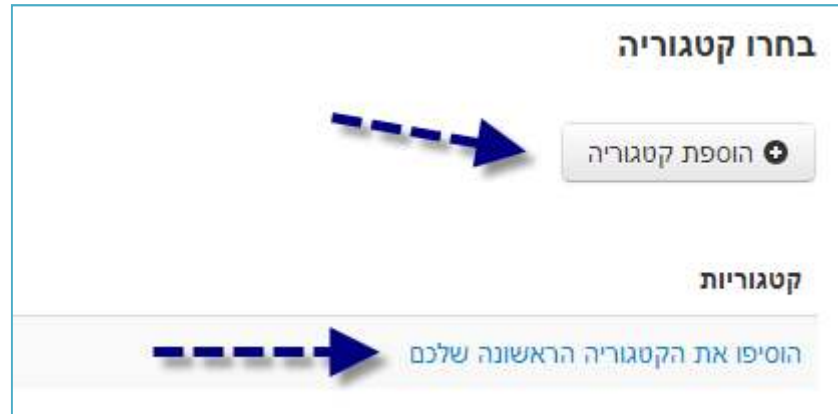 בחרו קטגוריה
הוספת קטגוריה
קטגוריות
הוסיפו את הקטגוריה הראשונה שלכם